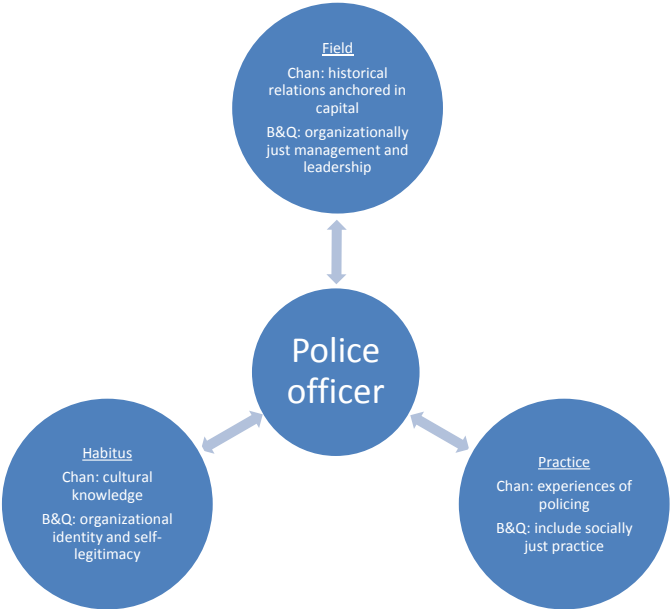 Field
Chan: historical
relations anchored in
capital
B&Q: organizationally
just management and
leadership
Police
officer
Habitus
Chan: cultural
knowledge
B&Q: organizational
identity and self-
legitimacy
Practice
Chan: experiences of
policing
B&Q: include socially
just practice